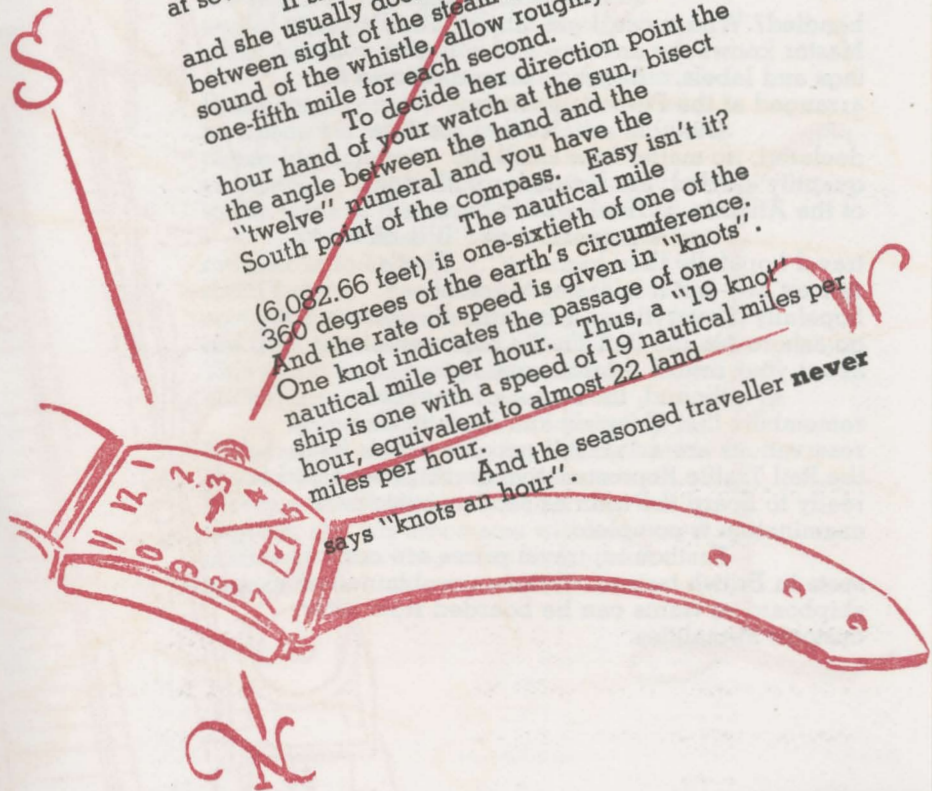 and she usually does
between sight of the steam
sound of the whistle, allow roughly
one-fifth mile for each second.
To decide her direction point the
hour hand of your watch at the sun, bisect
the angle between the hand and the
"twelve" numeral and you have the
South point of the compass. Easy isn't it?
The nautical mile
(6,082.66 feet) is one-sixtieth of one of the
360 degrees of the earth's circumference.
And the rate of speed is given in "knots".
One knot indicates the passage of one
nautical mile per hour. Thus, a "19 knot"
ship is one with a speed of 19 nautical miles per
hour, equivalent to almost 22 land
miles per hour.
And the seasoned traveller never
says "knots an hour".
S
W
N
11 12 1 2 3 4 5
10 9 8 7